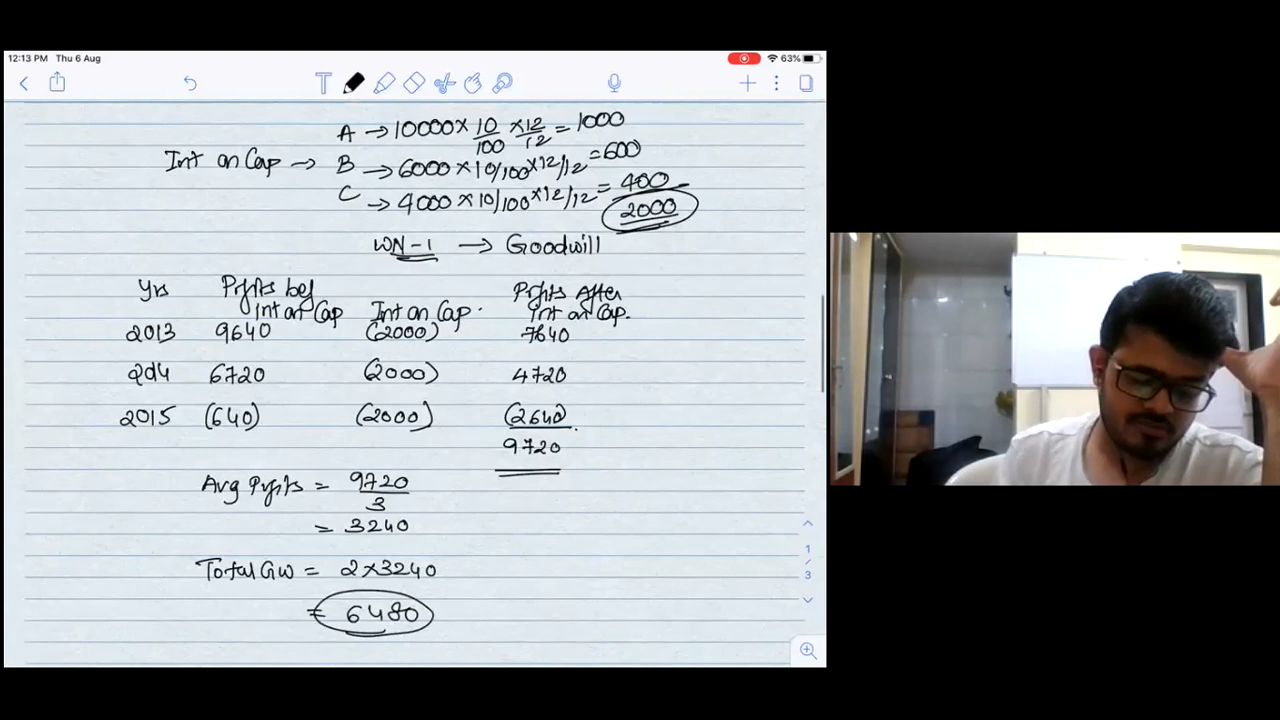 12:13 PM Thu 6 Aug
63%
A → 10000 × 10/100 × 12/12 = 1000
Int on Cap → B → 6000 × 10/100 × 12/12 = 600
C → 4000 × 10/100 × 12/12 = 400
2000
WN-1 → Goodwill
Yrs Profits bef Int on Cap Int on Cap. Profits After Int on Cap.
2013 9640 (2000) 7640
2014 6720 (2000) 4720
2015 (640) (2000) (2640).
9720
Avg Profits = 9720/3
= 3240
Total GW = 2×3240
= 6480
1/3